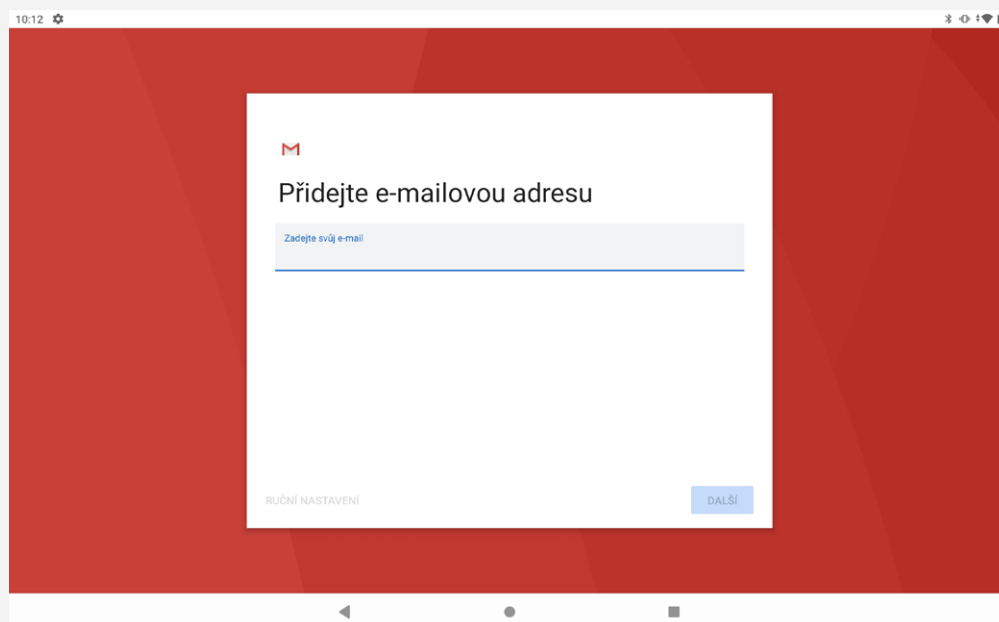 10:12
Přidejte e-mailovou adresu
Zadejte svůj e-mail
RUČNÍ NASTAVENÍ
DALŠÍ